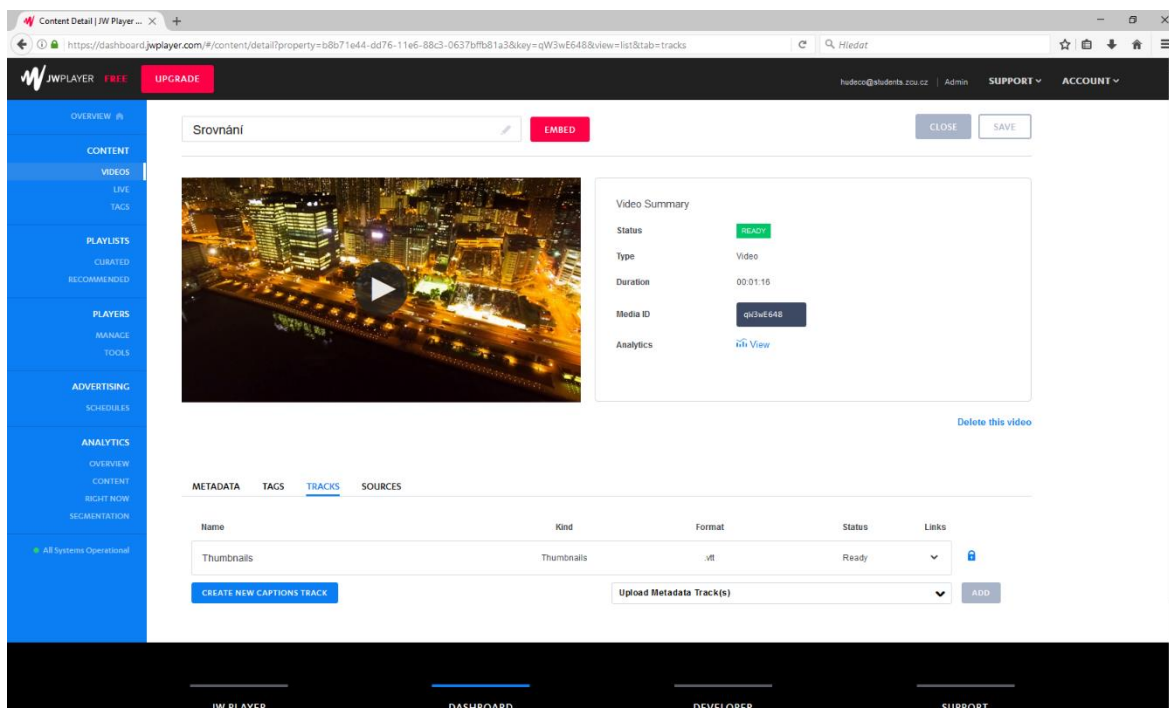 Content Detail | JW Player ...
https://dashboard.jwplayer.com/#/content/detail?property=b8b71e44-dd76-11e6-88c3-0637bffb81a3&key=qW3wE648&view=list&tab=tracks
Hledat
JWPLAYER FREE UPGRADE
hudeco@students.zcu.cz | Admin SUPPORT ACCOUNT
OVERVIEW
CONTENT
VIDEOS
LIVE
TAGS
PLAYLISTS
CURATED
RECOMMENDED
PLAYERS
MANAGE
TOOLS
ADVERTISING
SCHEDULES
ANALYTICS
OVERVIEW
CONTENT
RIGHT NOW
SEGMENTATION
All Systems Operational
Srovnání EMBED CLOSE SAVE
Video Summary
Status READY
Type Video
Duration 00:01:16
Media ID qW3wE648
Analytics View
Delete this video
METADATA TAGS TRACKS SOURCES
Name Kind Format Status Links
Thumbnails Thumbnails .vtt Ready
CREATE NEW CAPTIONS TRACK Upload Metadata Track(s) ADD
JW PLAYER DASHBOARD DEVELOPER SUPPORT